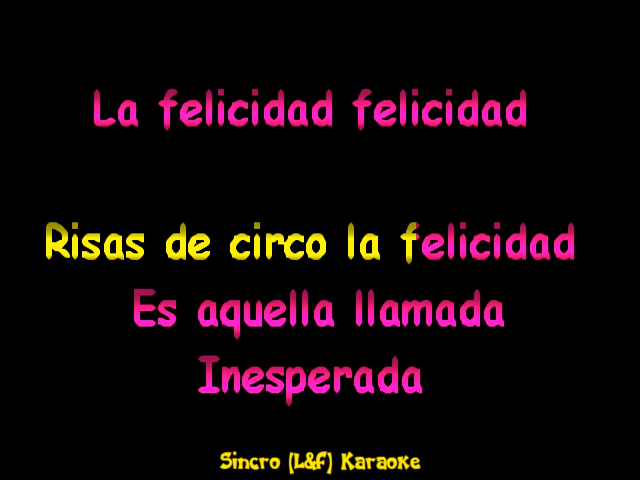 La felicidad felicidad
Risas de circo la felicidad
Es aquella llamada
Inesperada
Sincro (L&F) Karaoke